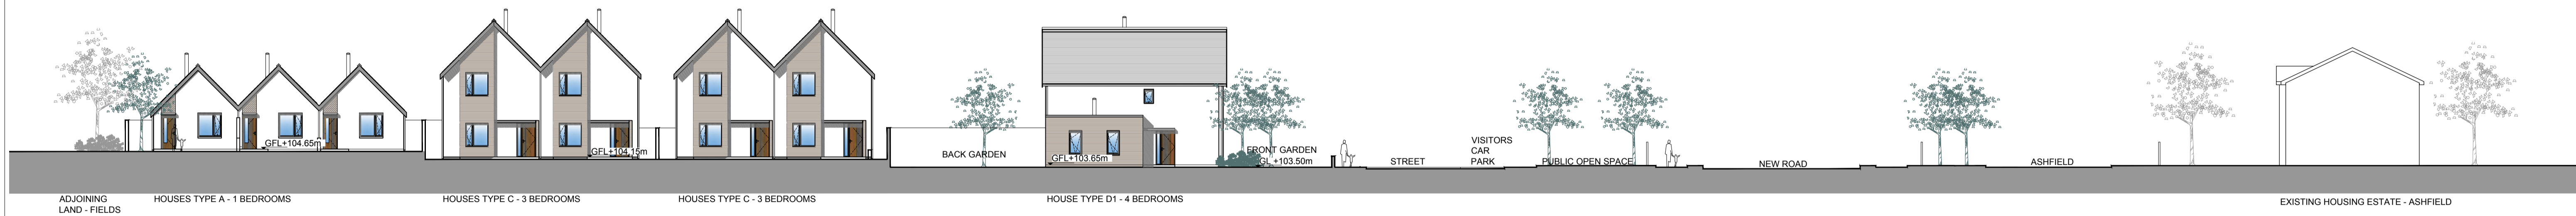 GFL+104.65m
GFL+104.15m
BACK GARDEN
GFL+103.65m
FRONT GARDEN
GL +103.50m
STREET
VISITORS
CAR
PARK
PUBLIC OPEN SPACE
NEW ROAD
ASHFIELD
ADJOINING
LAND - FIELDS
HOUSES TYPE A - 1 BEDROOMS
HOUSES TYPE C - 3 BEDROOMS
HOUSES TYPE C - 3 BEDROOMS
HOUSE TYPE D1 - 4 BEDROOMS
EXISTING HOUSING ESTATE - ASHFIELD